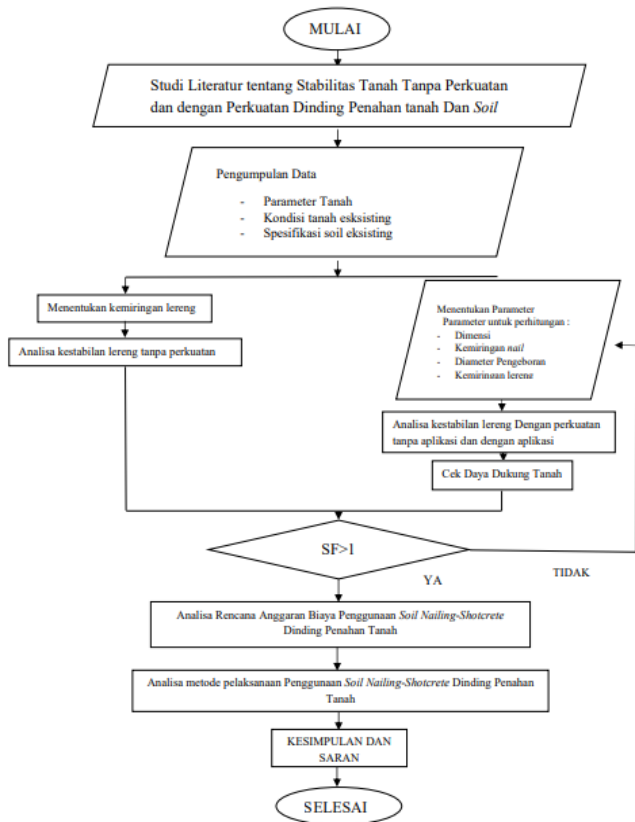 MULAI
Studi Literatur tentang Stabilitas Tanah Tanpa Perkuatan
dan dengan Perkuatan Dinding Penahan tanah Dan Soil
Pengumpulan Data
- Parameter Tanah
- Kondisi tanah esksisting
- Spesifikasi soil eksisting
Menentukan kemiringan lereng
Analisa kestabilan lereng tanpa perkuatan
Menentukan Parameter
Parameter untuk perhitungan :
- Dimensi
- Kemiringan nail
- Diameter Pengeboran
- Kemiringan lereng
Analisa kestabilan lereng Dengan perkuatan
tanpa aplikasi dan dengan aplikasi
Cek Daya Dukung Tanah
SF>1
YA
TIDAK
Analisa Rencana Anggaran Biaya Penggunaan Soil Nailing-Shotcrete
Dinding Penahan Tanah
Analisa metode pelaksanaan Penggunaan Soil Nailing-Shotcrete Dinding Penahan
Tanah
KESIMPULAN DAN
SARAN
SELESAI